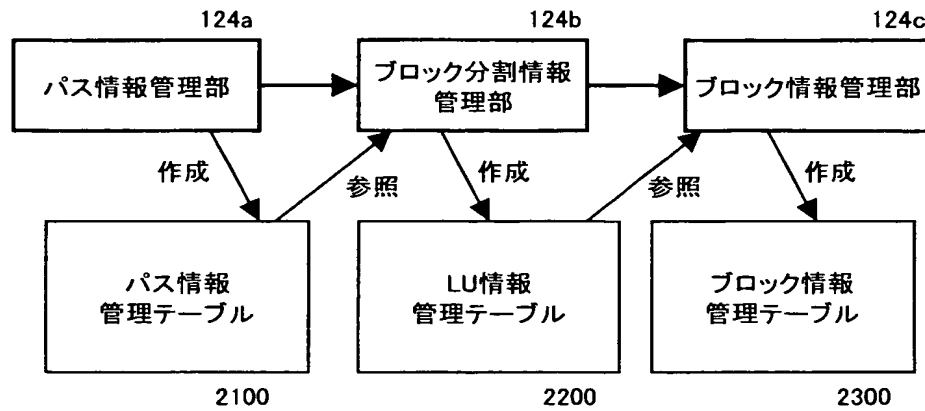 124a
124b
124c
パス情報管理部
ブロック分割情報
管理部
ブロック情報管理部
作成
参照
作成
参照
作成
パス情報
管理テーブル
LU情報
管理テーブル
ブロック情報
管理テーブル
2100
2200
2300